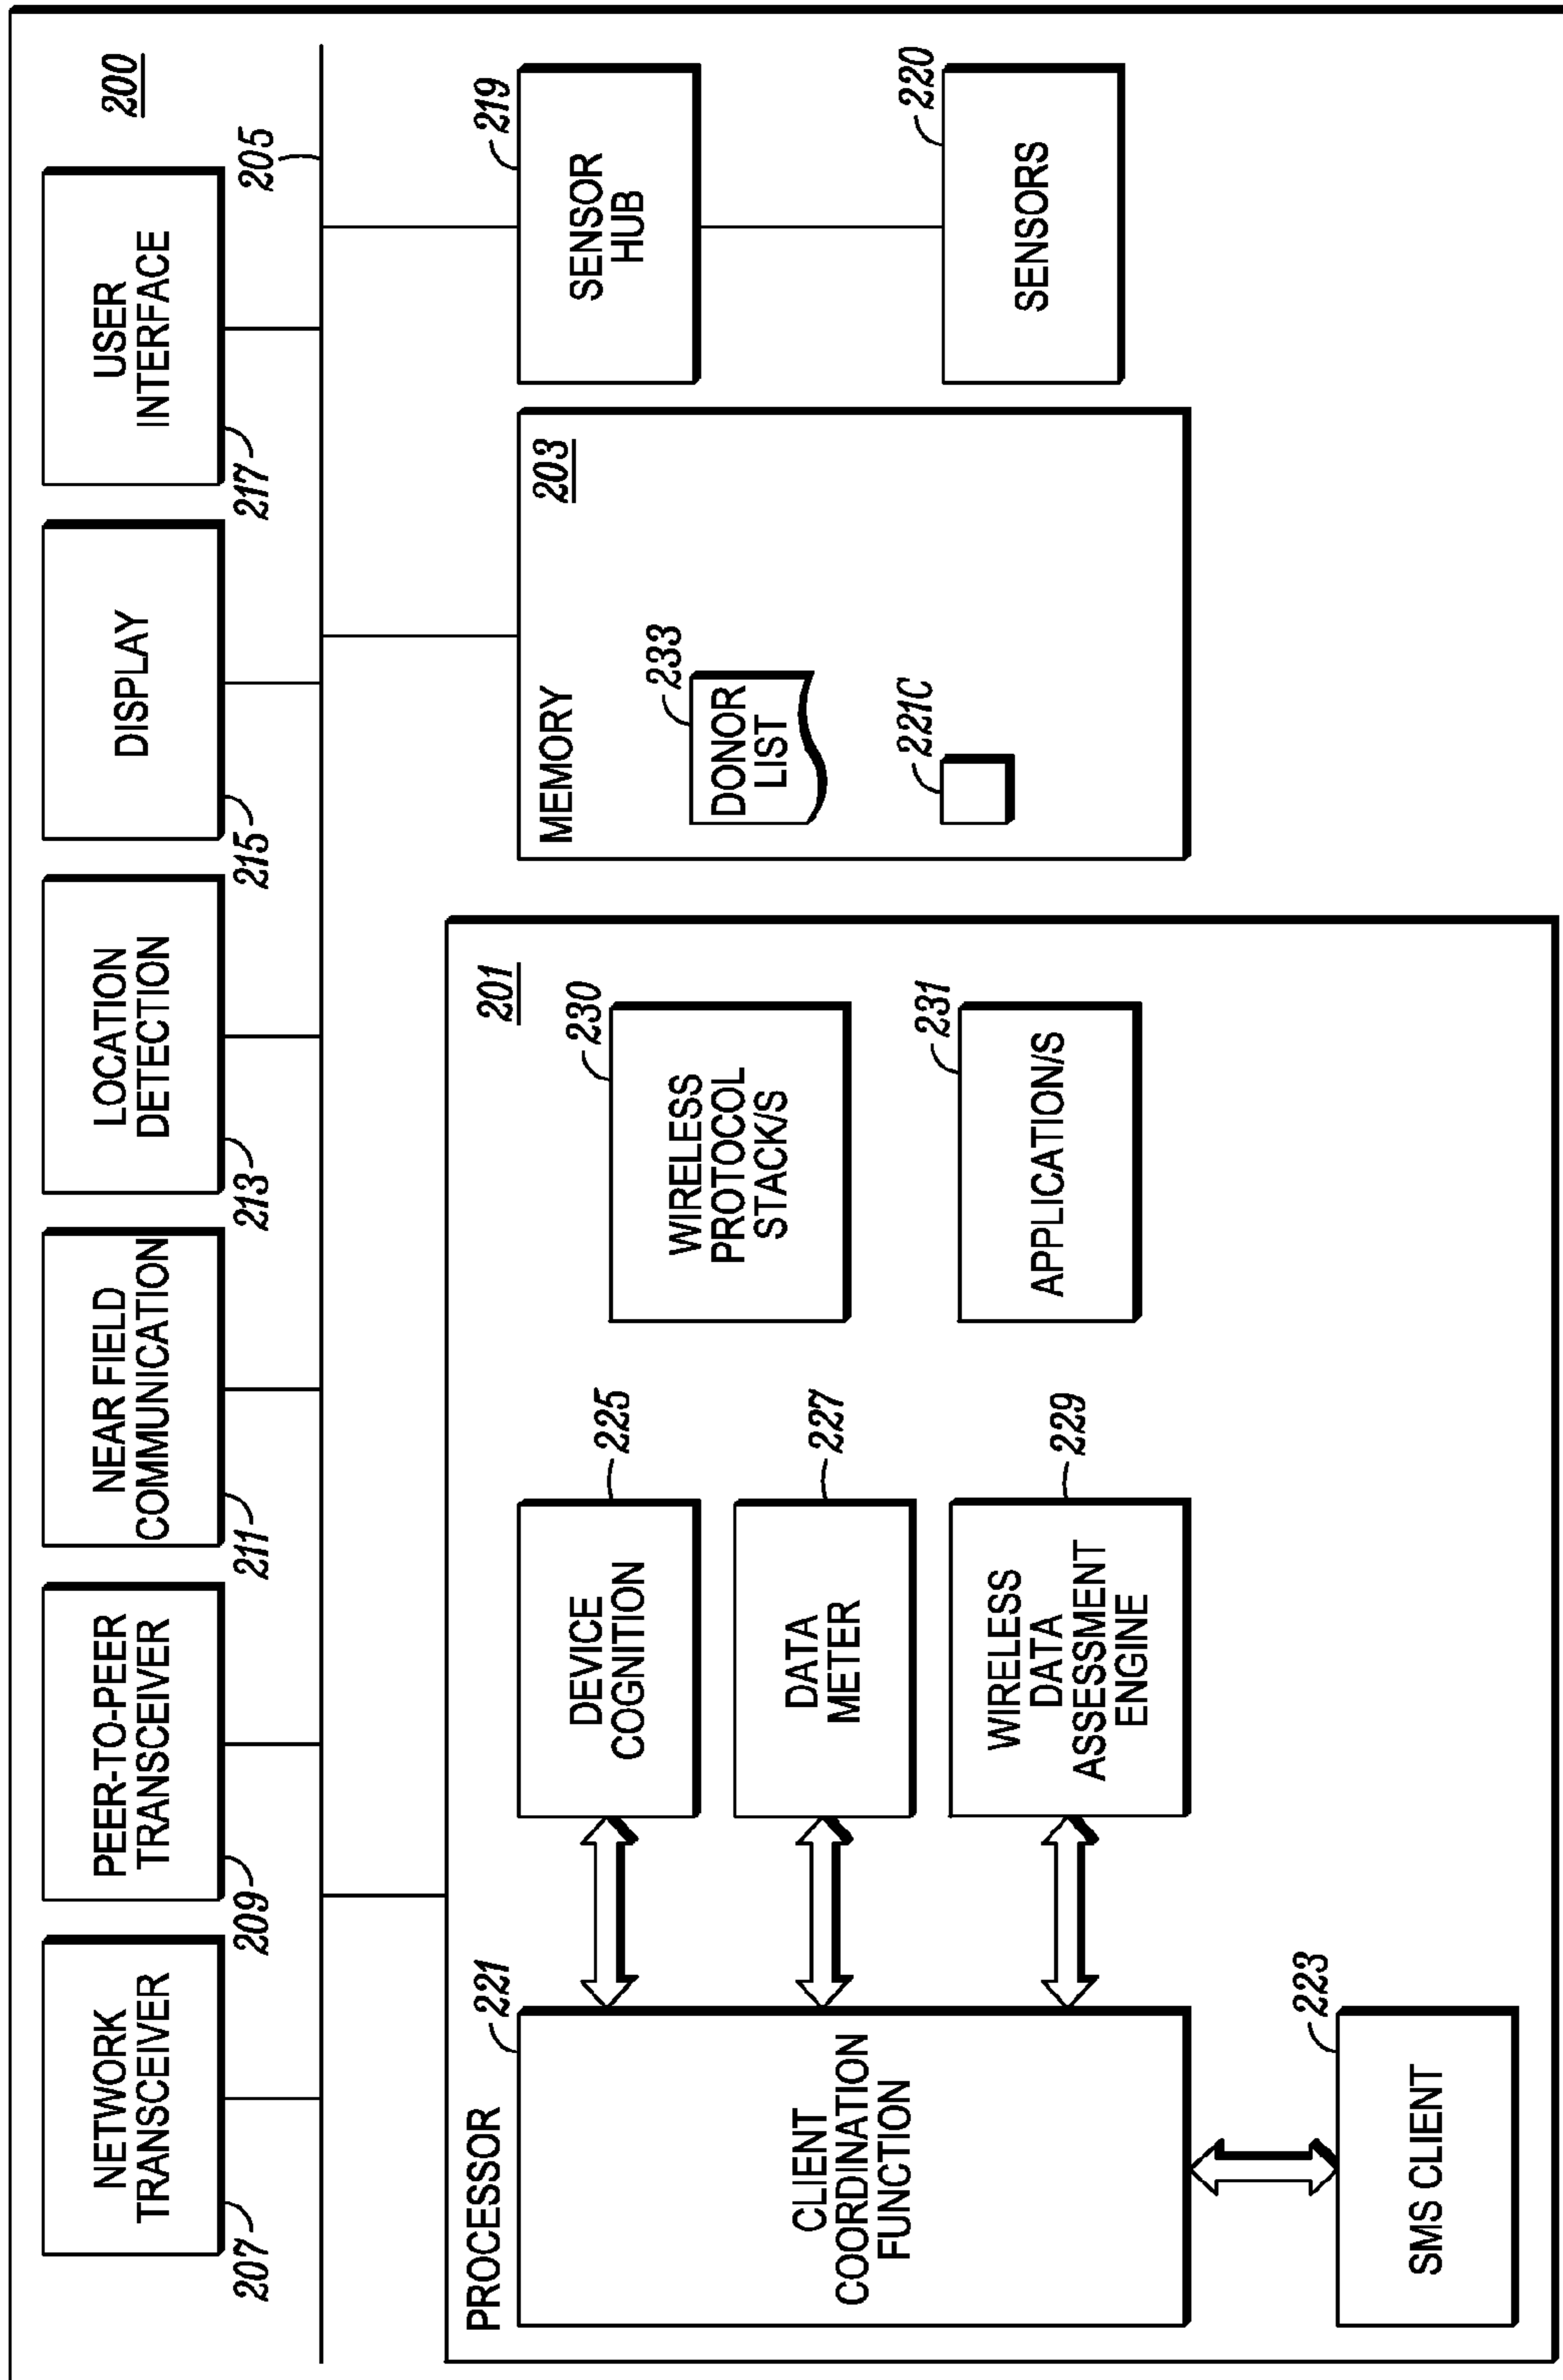 200
NETWORK
TRANSCEIVER
207
PEER-TO-PEER
TRANSCEIVER
209
NEAR FIELD
COMMUNICATION
211
LOCATION
DETECTION
213
DISPLAY
215
USER
INTERFACE
217
205
PROCESSOR
201
221
CLIENT
COORDINATION
FUNCTION
DEVICE
COGNITION
225
DATA
METER
227
WIRELESS
DATA
ASSESSMENT
ENGINE
229
WIRELESS
PROTOCOL
STACK/S
230
APPLICATION/S
231
SMS CLIENT
223
MEMORY
203
DONOR
LIST
233
221C
SENSOR
HUB
219
SENSORS
220